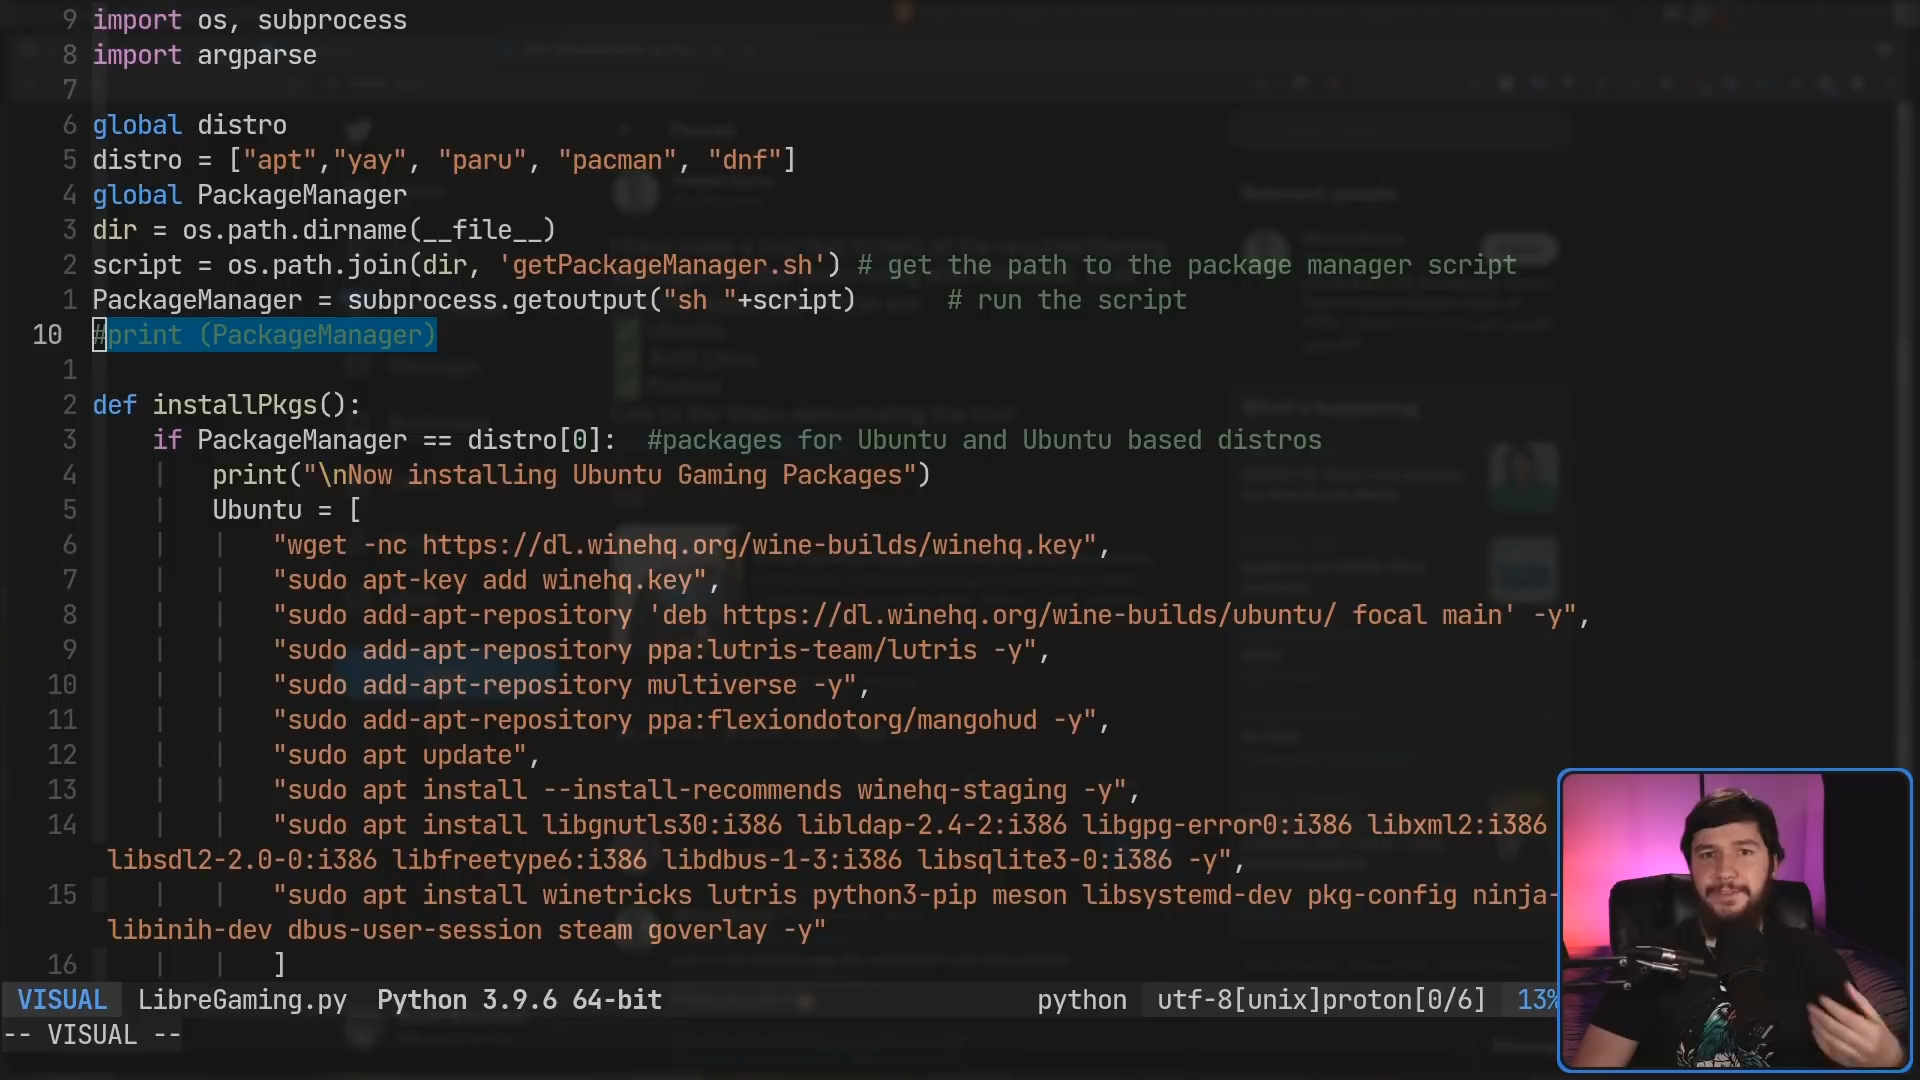 9 import os, subprocess
8 import argparse
7
6 global distro
5 distro = ["apt","yay", "paru", "pacman", "dnf"]
4 global PackageManager
3 dir = os.path.dirname(__file__)
2 script = os.path.join(dir, 'getPackageManager.sh') # get the path to the package manager script
1 PackageManager = subprocess.getoutput("sh "+script)      # run the script
10 #print (PackageManager)
1
2 def installPkgs():
3     if PackageManager == distro[0]:  #packages for Ubuntu and Ubuntu based distros
4         print("\nNow installing Ubuntu Gaming Packages")
5         Ubuntu = [
6             "wget -nc https://dl.winehq.org/wine-builds/winehq.key",
7             "sudo apt-key add winehq.key",
8             "sudo add-apt-repository 'deb https://dl.winehq.org/wine-builds/ubuntu/ focal main' -y",
9             "sudo add-apt-repository ppa:lutris-team/lutris -y",
10             "sudo add-apt-repository multiverse -y",
11             "sudo add-apt-repository ppa:flexiondotorg/mangohud -y",
12             "sudo apt update",
13             "sudo apt install --install-recommends winehq-staging -y",
14             "sudo apt install libgnutls30:i386 libldap-2.4-2:i386 libgpg-error0:i386 libxml2:i386
libsdl2-2.0-0:i386 libfreetype6:i386 libdbus-1-3:i386 libsqlite3-0:i386 -y",
15             "sudo apt install winetricks lutris python3-pip meson libsystemd-dev pkg-config ninja-
libinih-dev dbus-user-session steam goverlay -y"
16             ]
VISUAL LibreGaming.py Python 3.9.6 64-bit python utf-8[unix]proton[0/6] 13%
-- VISUAL --